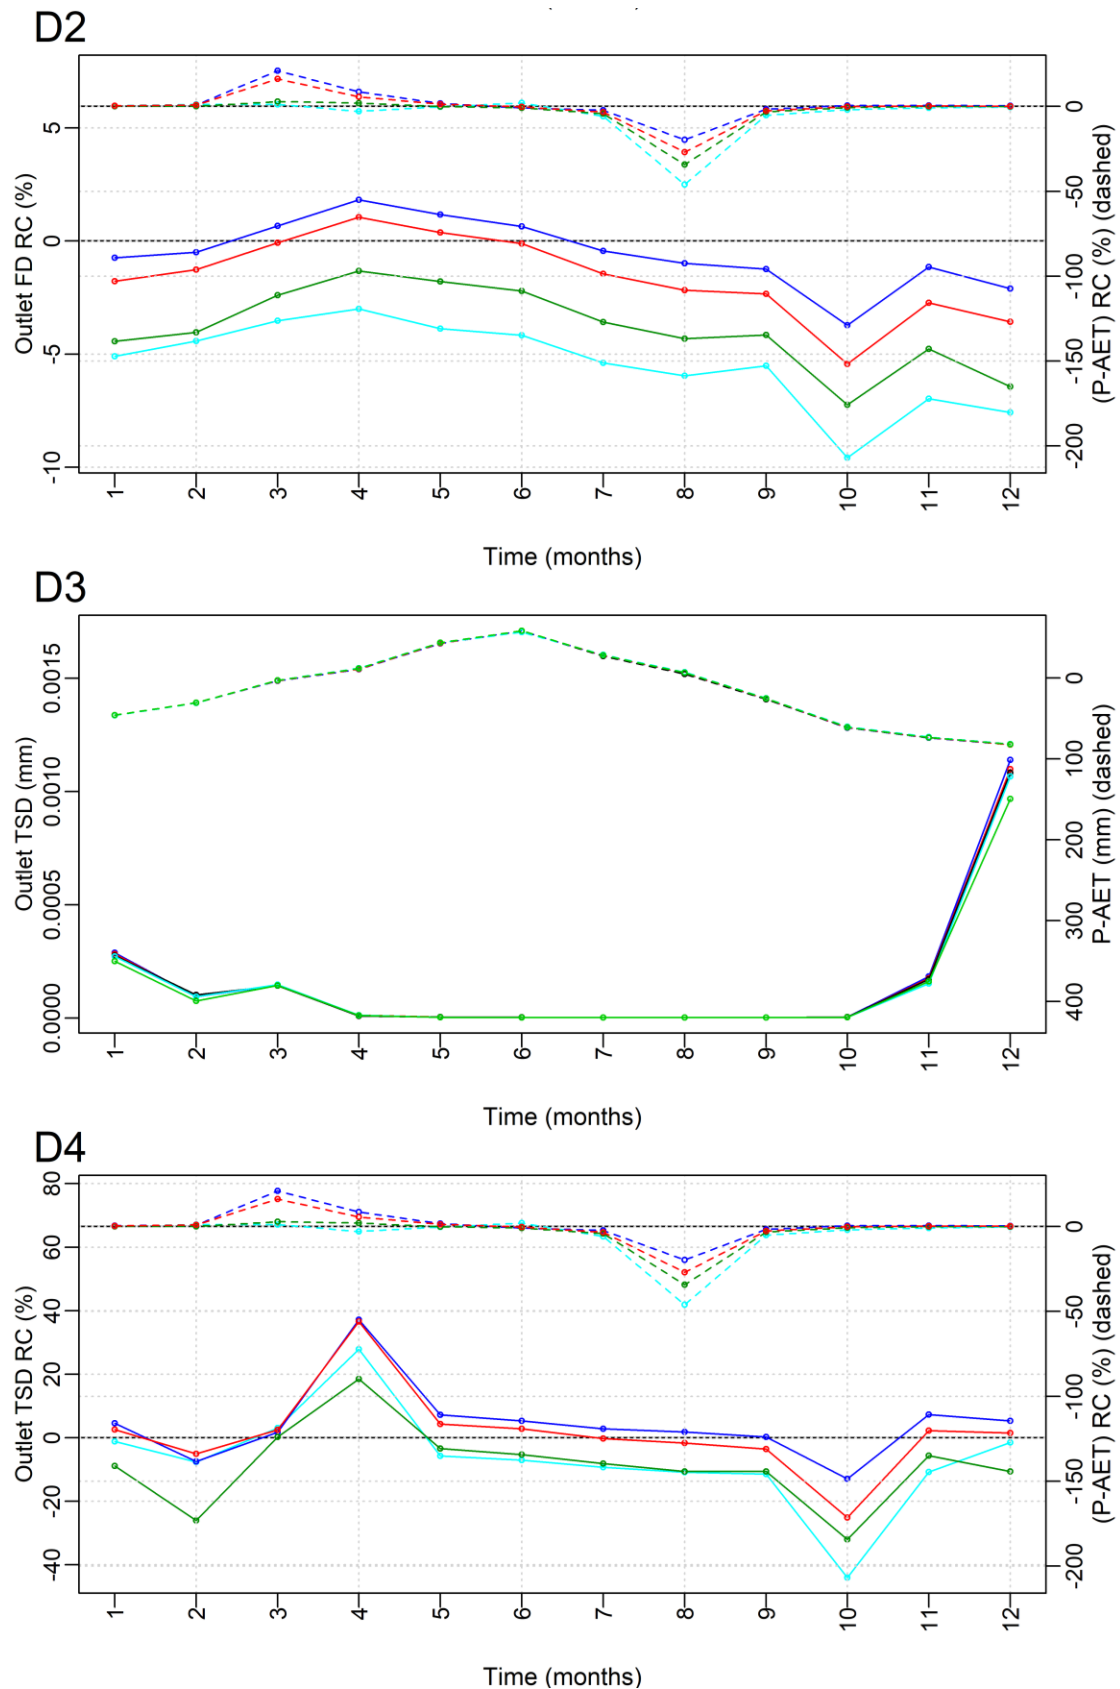 D2
Outlet FD RC (%)
5
0
-5
-10
0
-50
-100
-150
-200
(P-AET) RC (%) (dashed)
1 2 3 4 5 6 7 8 9 10 11 12
Time (months)
D3
Outlet TSD (mm)
0.0015
0.0010
0.0005
0.0000
0
100
200
300
400
P-AET (mm) (dashed)
1 2 3 4 5 6 7 8 9 10 11 12
Time (months)
D4
Outlet TSD RC (%)
80
60
40
20
0
-20
-40
0
-50
-100
-150
-200
(P-AET) RC (%) (dashed)
1 2 3 4 5 6 7 8 9 10 11 12
Time (months)